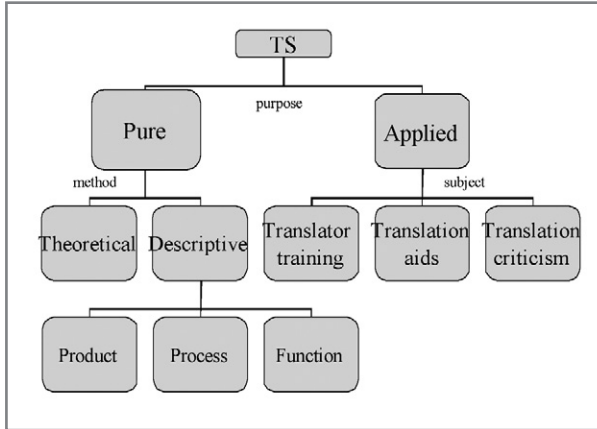 TS
purpose
Pure
Applied
method
subject
Theoretical
Descriptive
Translator
training
Translation
aids
Translation
criticism
Product
Process
Function